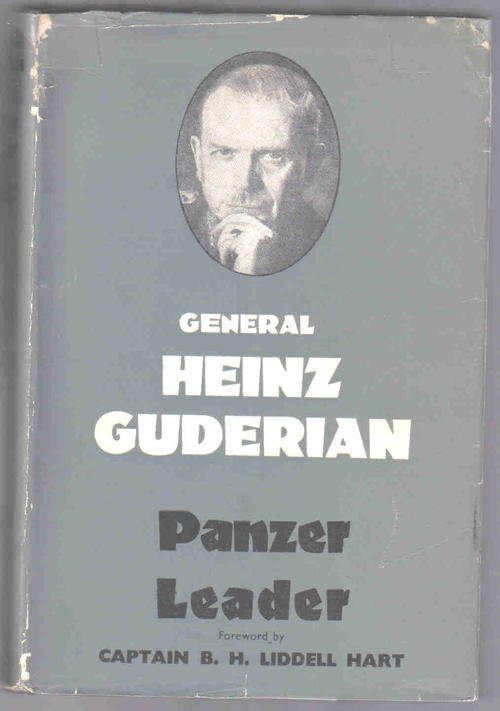 GENERAL
HEINZ
GUDERIAN
Panzer
Leader
Foreword by
CAPTAIN B. H. LIDDELL HART